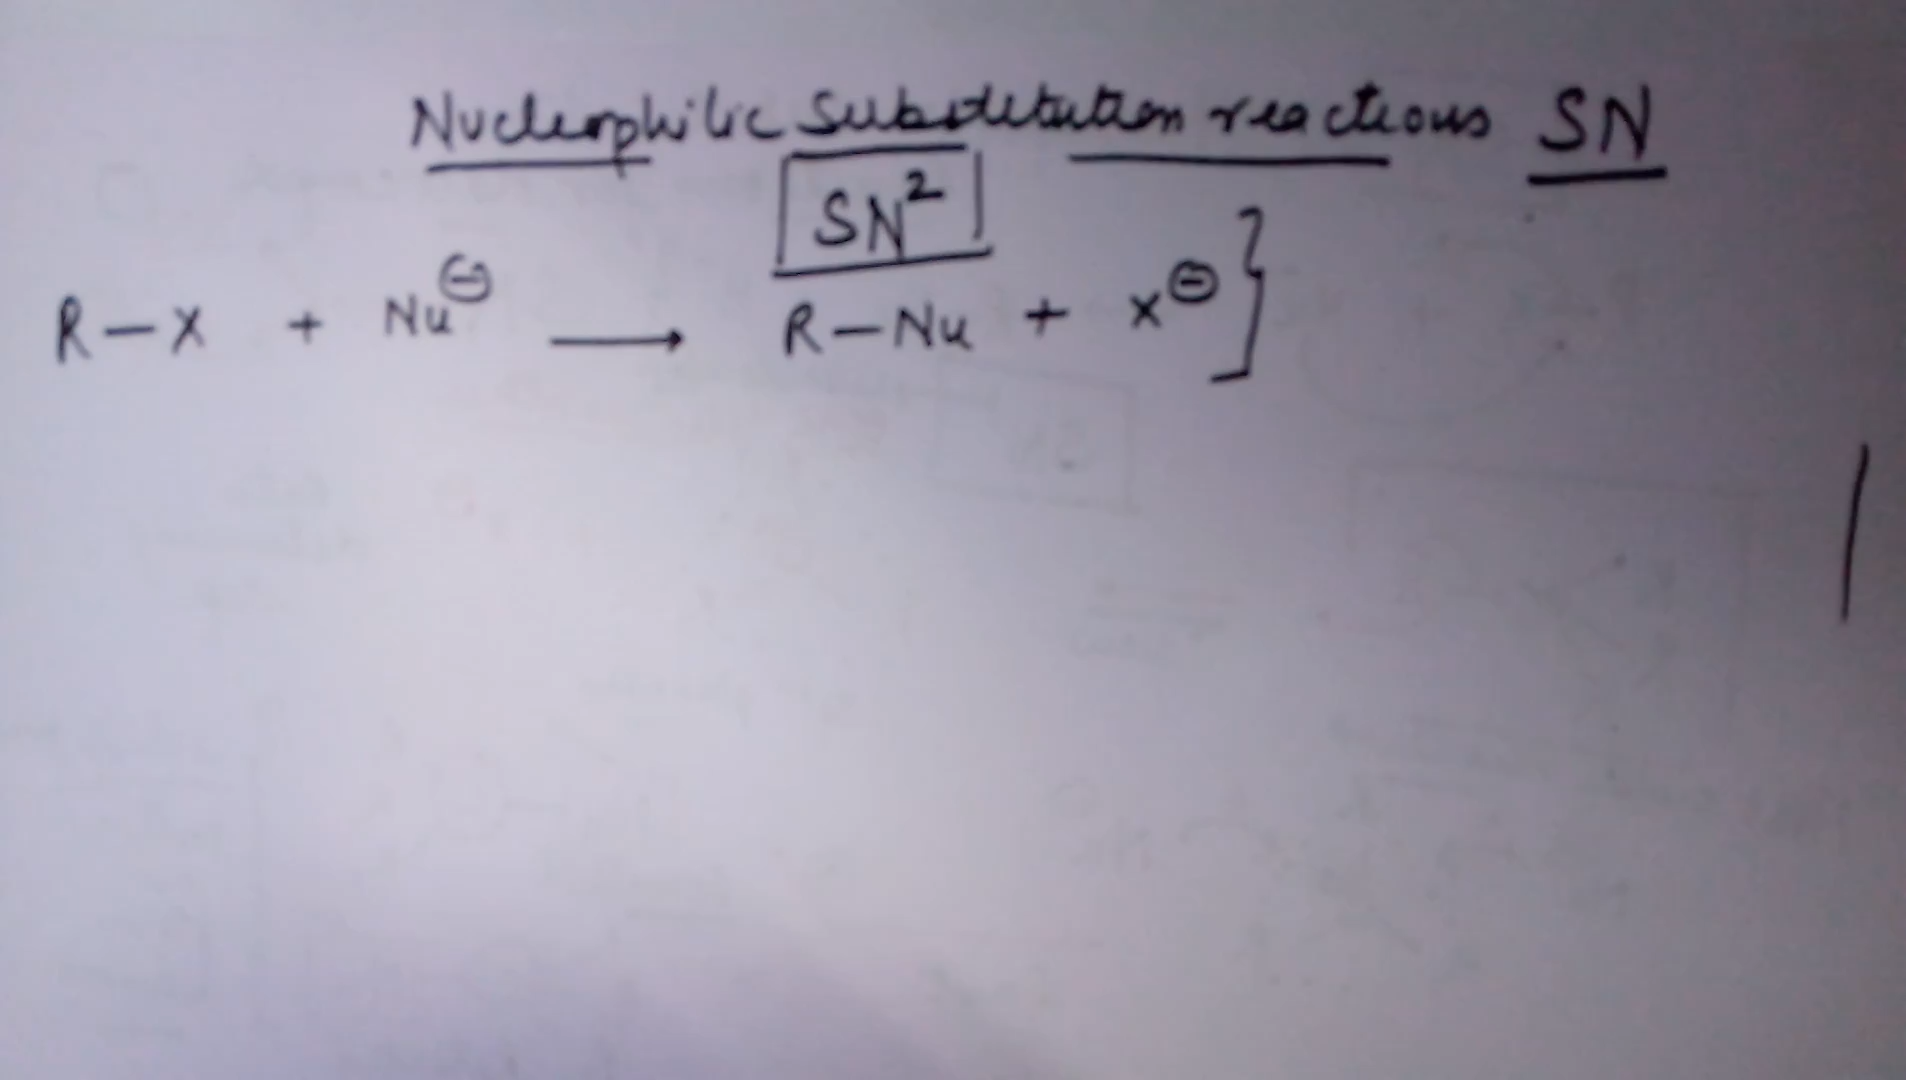 Nucleophilic Substitution reactions SN
SN²
R-X + Nu⊖ → R-Nu + X⊖}